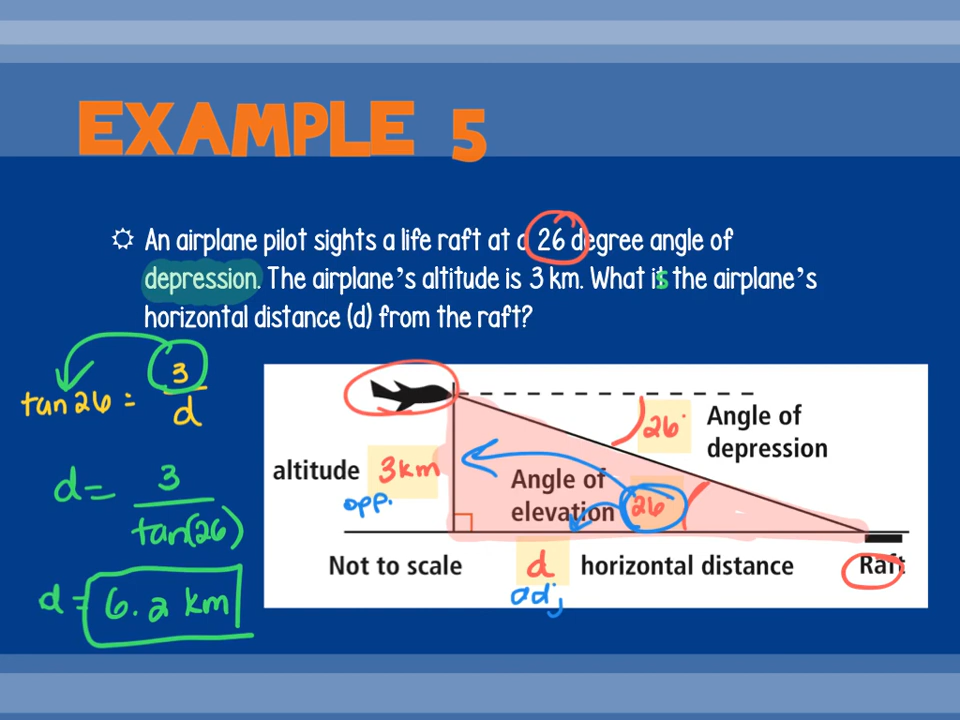 EXAMPLE 5
An airplane pilot sights a life raft at a 26 degree angle of
depression. The airplane's altitude is 3 km. What is the airplane's
horizontal distance (d) from the raft?
tan 26 = 3/d
d = 3/tan(26)
d = 6.2 km
26°
Angle of
depression
altitude 3km
opp.
Angle of
elevation 26°
Not to scale d horizontal distance Raft
adj